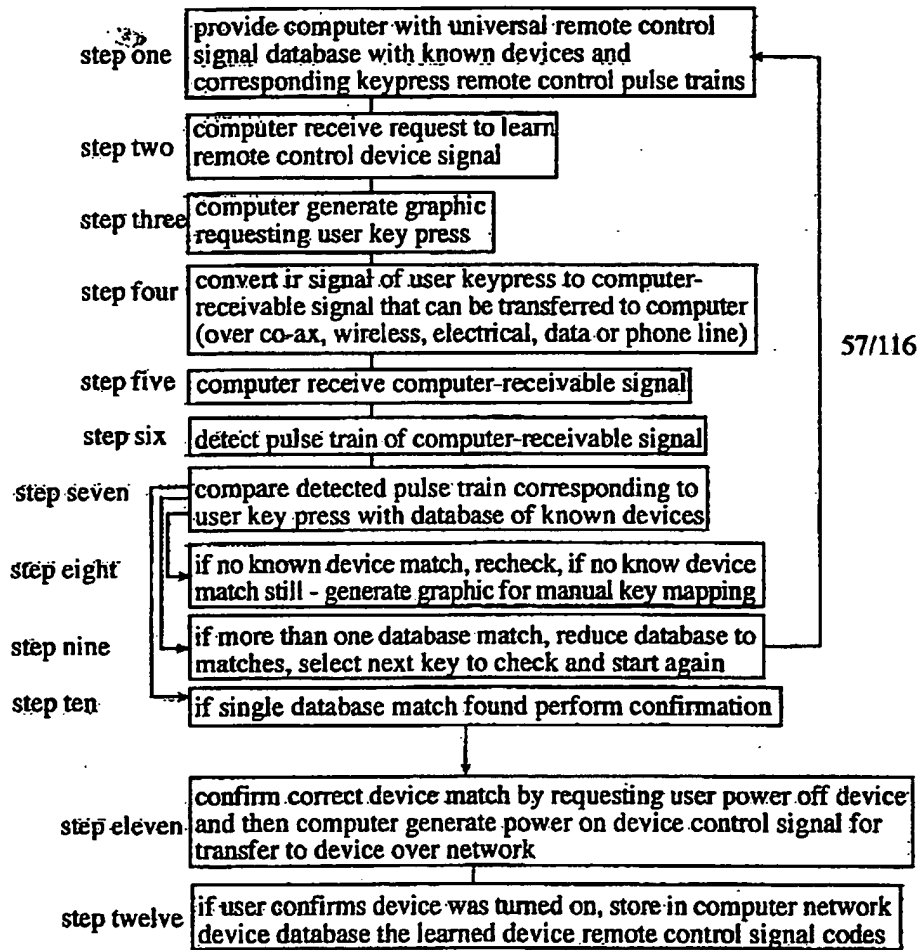 step one
provide computer with universal remote control
signal database with known devices and
corresponding keypress remote control pulse trains
step two
computer receive request to learn
remote control device signal
step three
computer generate graphic
requesting user key press
step four
convert ir signal of user keypress to computer-
receivable signal that can be transferred to computer
(over co-ax, wireless, electrical, data or phone line)
57/116
step five
computer receive computer-receivable signal
step six
detect pulse train of computer-receivable signal
step seven
compare detected pulse train corresponding to
user key press with database of known devices
step eight
if no known device match, recheck, if no know device
match still - generate graphic for manual key mapping
step nine
if more than one database match, reduce database to
matches, select next key to check and start again
step ten
if single database match found perform confirmation
step eleven
confirm correct device match by requesting user power off device
and then computer generate power on device control signal for
transfer to device over network
step twelve
if user confirms device was turned on, store in computer network
device database the learned device remote control signal codes